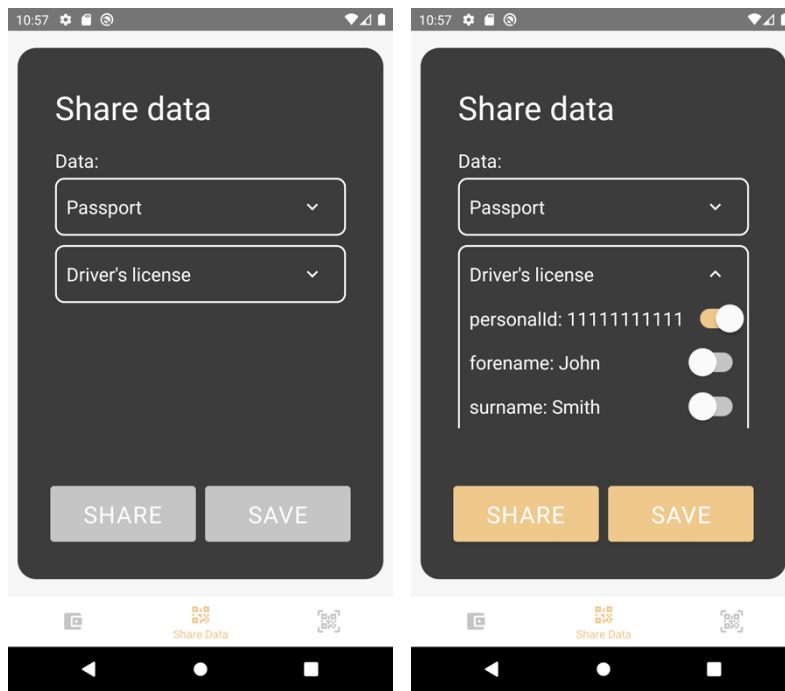 10:57
Share data
Data:
Passport
Driver's license
SHARE SAVE
Share Data
10:57
Share data
Data:
Passport
Driver's license
personalId: 11111111111
forename: John
surname: Smith
SHARE SAVE
Share Data